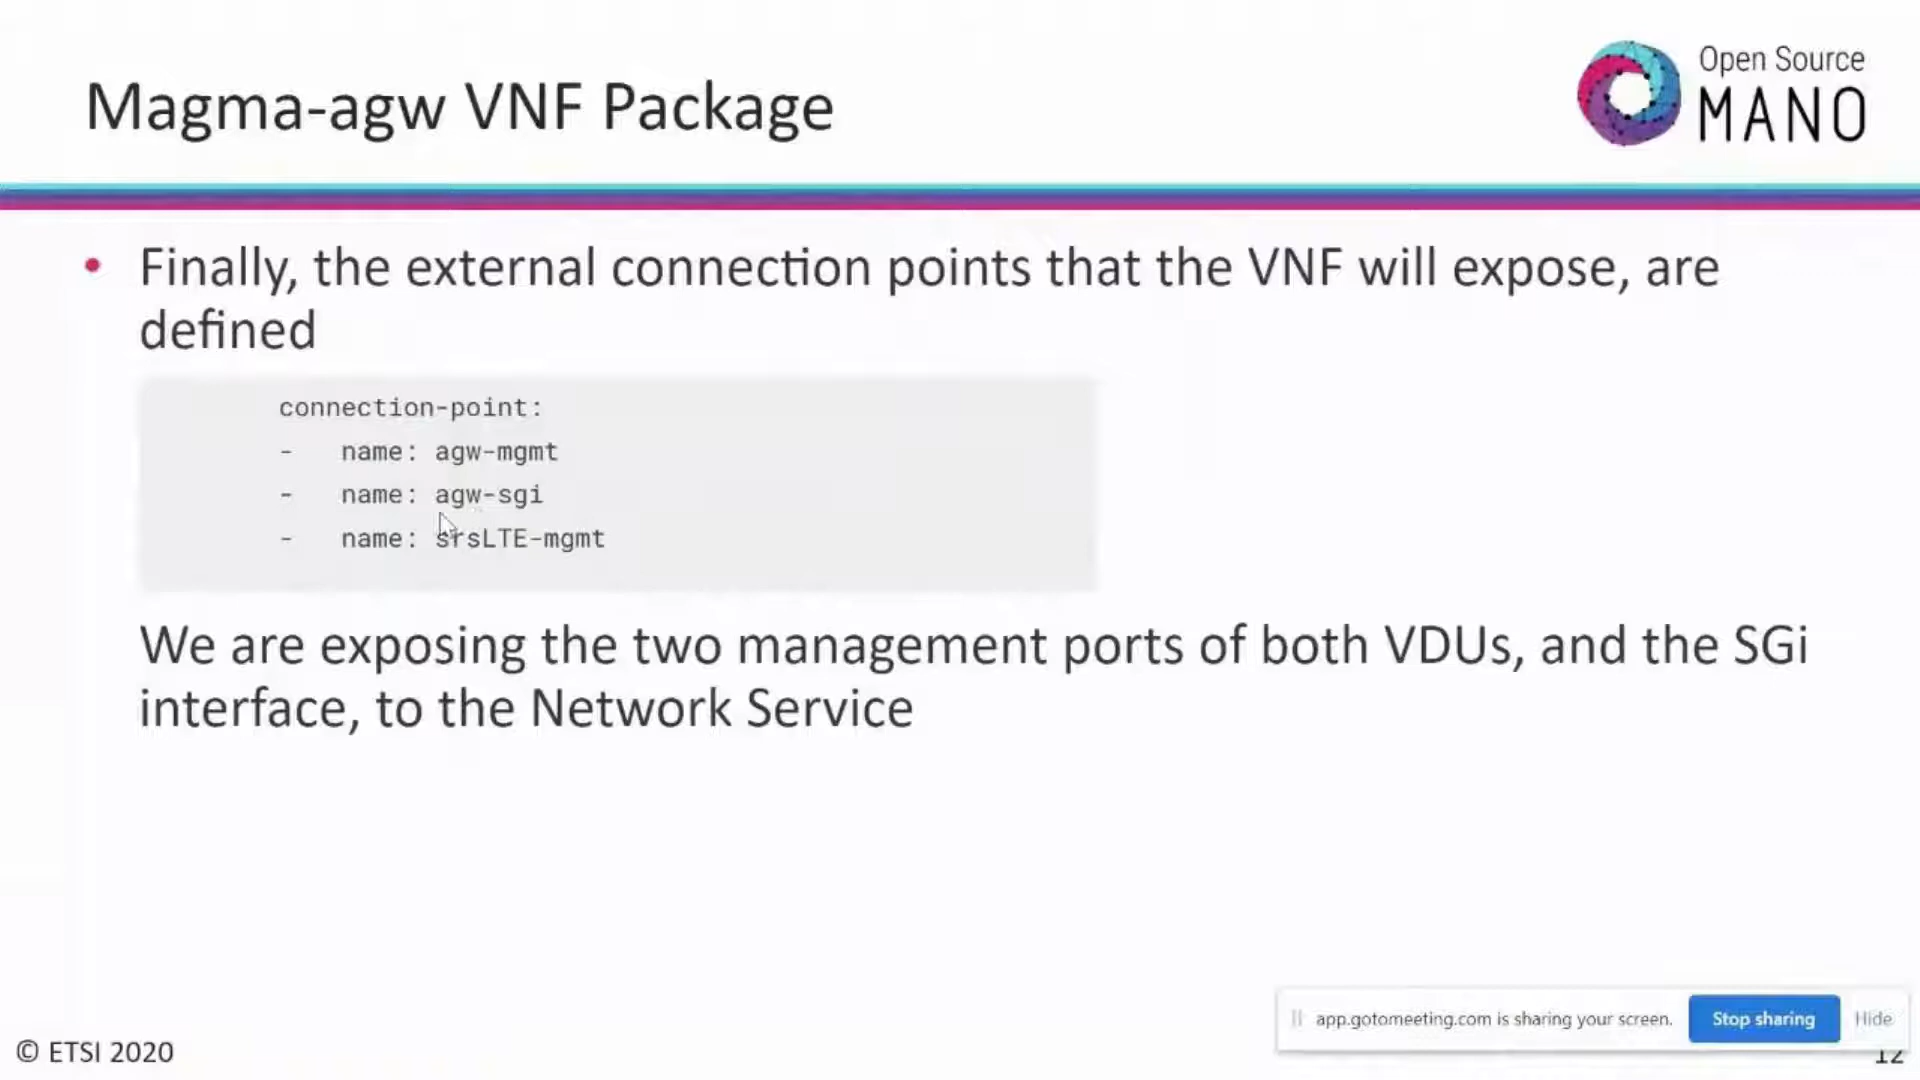 Magma-agw VNF Package
Open Source
MANO
• Finally, the external connection points that the VNF will expose, are
defined
connection-point:
- name: agw-mgmt
- name: agw-sgi
- name: srsLTE-mgmt
We are exposing the two management ports of both VDUs, and the SGi
interface, to the Network Service
app.gotomeeting.com is sharing your screen.
Stop sharing
Hide
© ETSI 2020
12